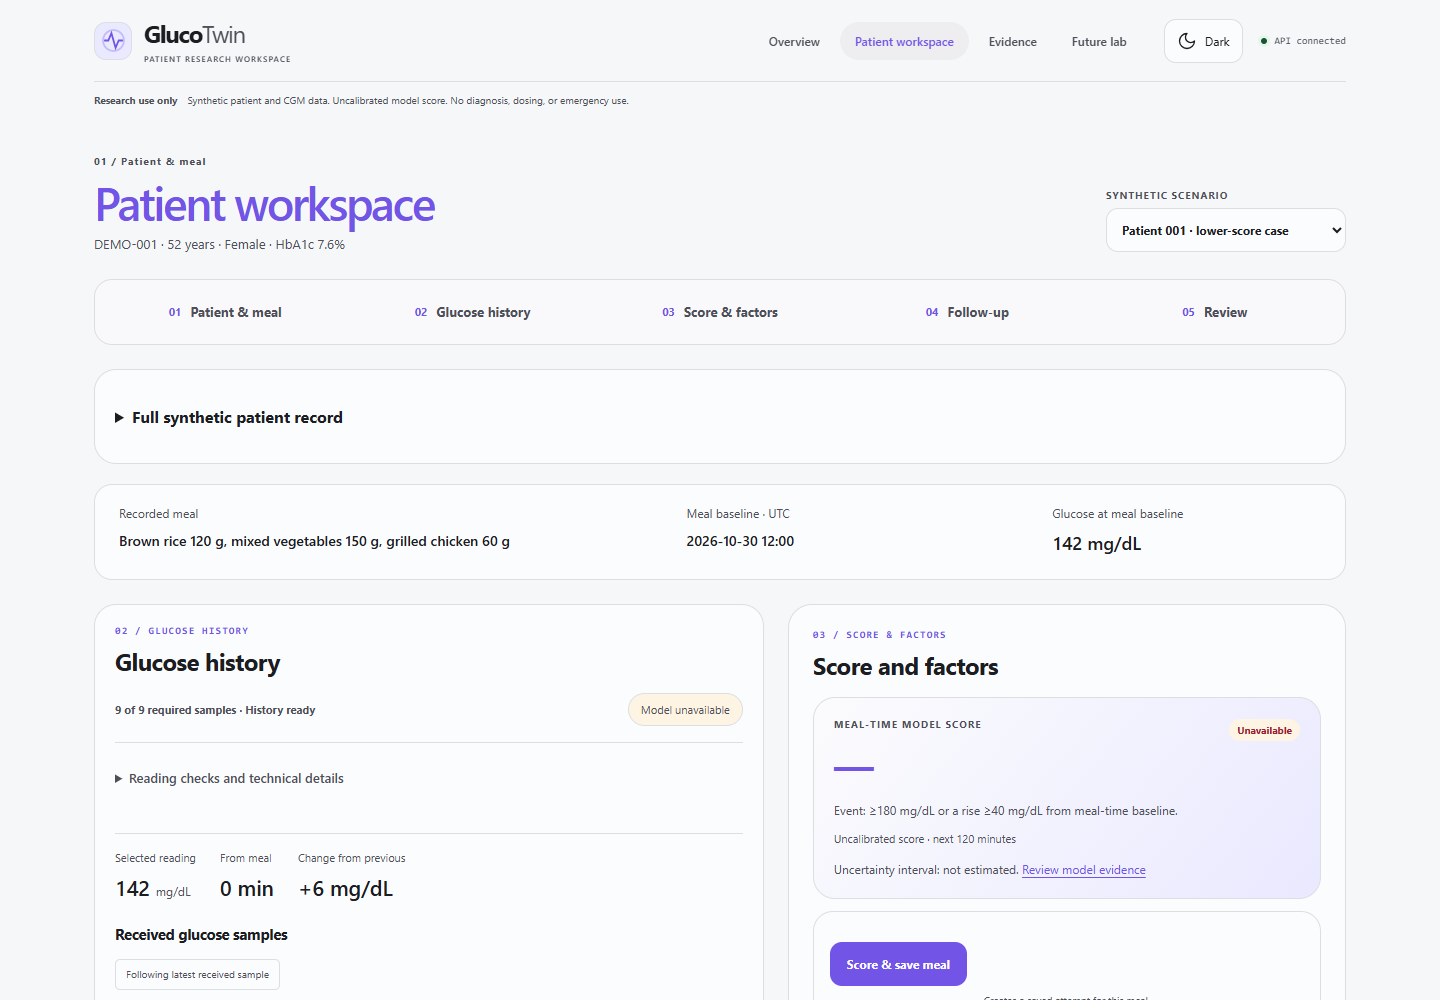 GlucoTwin
PATIENT RESEARCH WORKSPACE
Overview
Patient workspace
Evidence
Future lab
Dark
API connected
Research use only Synthetic patient and CGM data. Uncalibrated model score. No diagnosis, dosing, or emergency use.
01 / Patient & meal
Patient workspace
DEMO-001 · 52 years · Female · HbA1c 7.6%
SYNTHETIC SCENARIO
Patient 001 · lower-score case
01 Patient & meal
02 Glucose history
03 Score & factors
04 Follow-up
05 Review
Full synthetic patient record
Recorded meal
Brown rice 120 g, mixed vegetables 150 g, grilled chicken 60 g
Meal baseline · UTC
2026-10-30 12:00
Glucose at meal baseline
142 mg/dL
02 / GLUCOSE HISTORY
Glucose history
9 of 9 required samples · History ready
Model unavailable
Reading checks and technical details
Selected reading
142 mg/dL
From meal
0 min
Change from previous
+6 mg/dL
Received glucose samples
Following latest received sample
03 / SCORE & FACTORS
Score and factors
MEAL-TIME MODEL SCORE
Unavailable
Event: ≥180 mg/dL or a rise ≥40 mg/dL from meal-time baseline.
Uncalibrated score · next 120 minutes
Uncertainty interval: not estimated. Review model evidence
Score & save meal